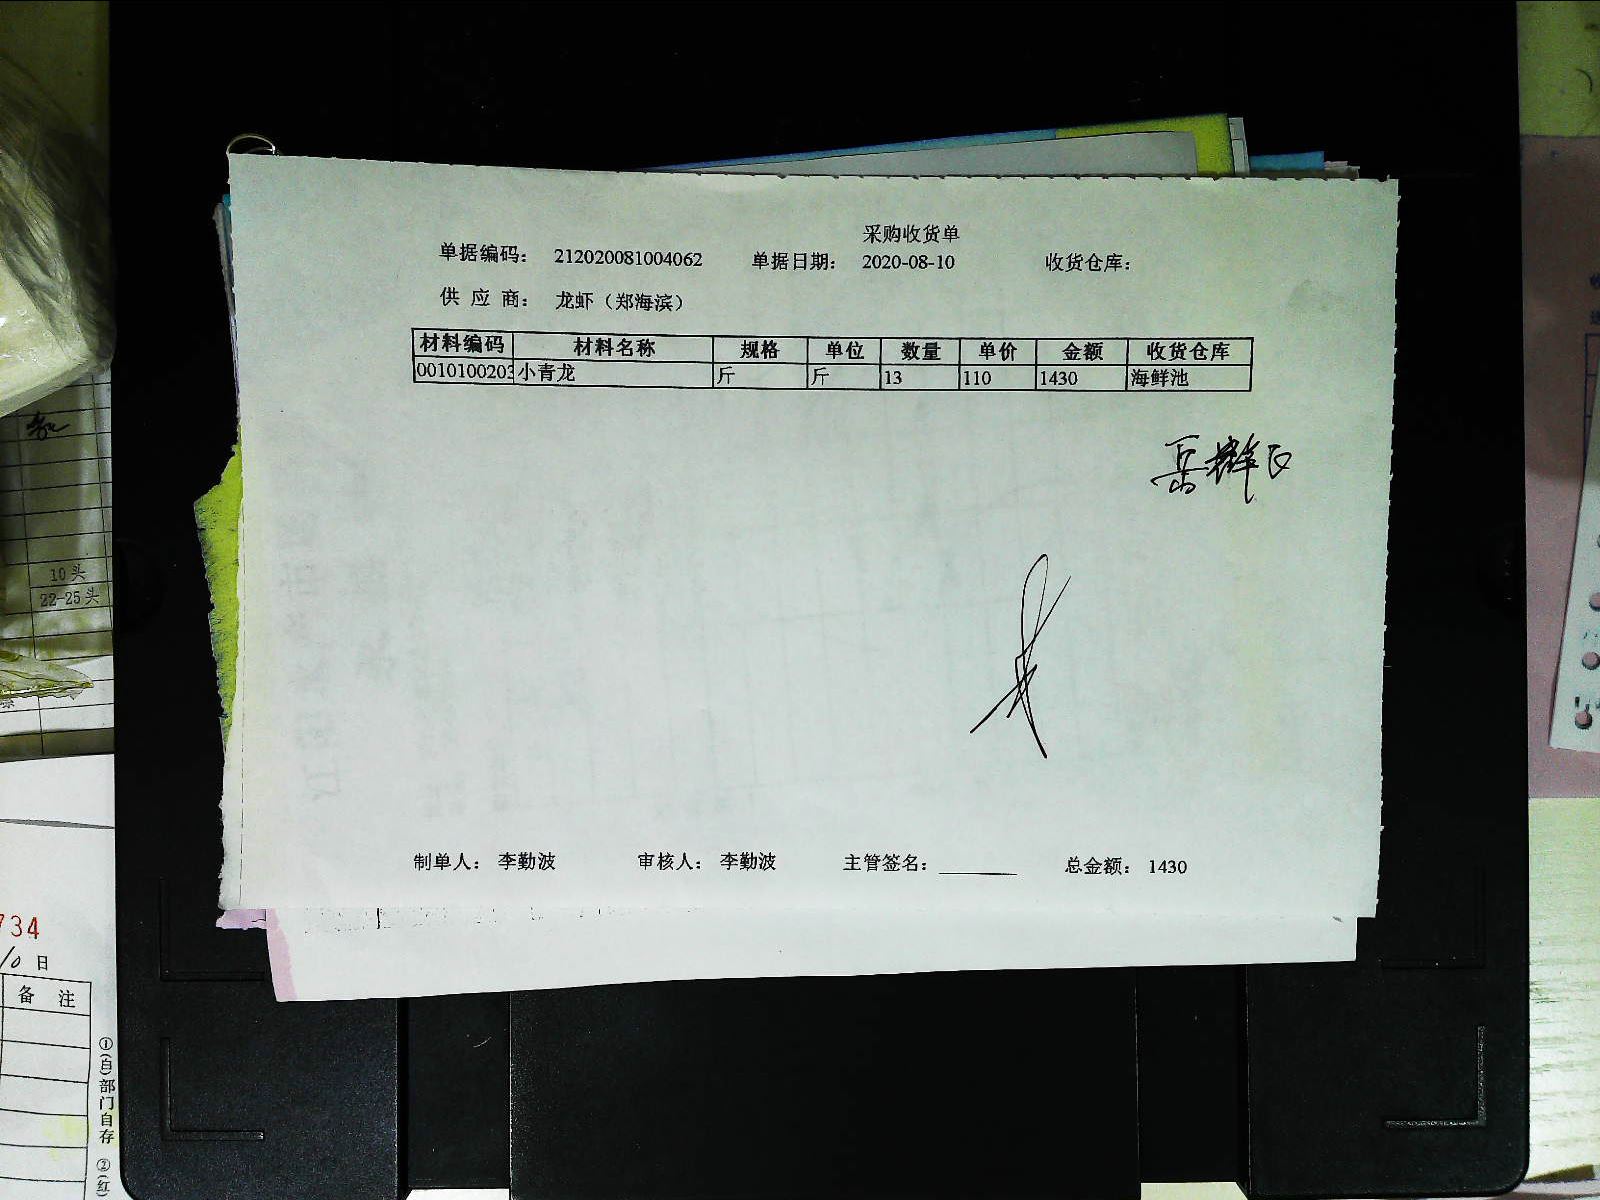 采购收货单
单据编码： 212020081004062 单据日期： 2020-08-10 收货仓库：
供 应 商： 龙虾（郑海滨）
材料编码 材料名称 规格 单位 数量 单价 金额 收货仓库
0010100203 小青龙 斤 斤 13 110 1430 海鲜池
制单人： 李勤波 审核人： 李勤波 主管签名： 总金额： 1430
10头
22-25头
734
10 日
备 注
①(白)部门自存 ②(红)